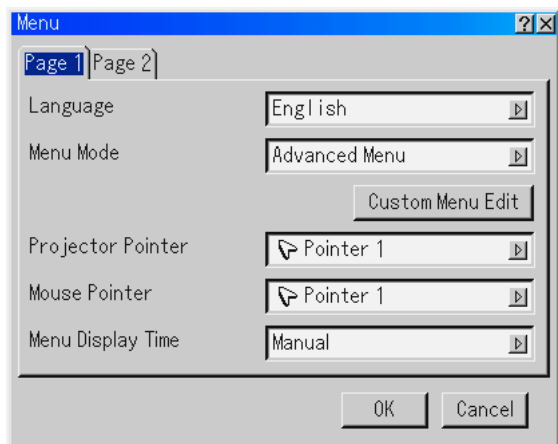 Menu
Page 1 Page 2
Language English
Menu Mode Advanced Menu
Custom Menu Edit
Projector Pointer Pointer 1
Mouse Pointer Pointer 1
Menu Display Time Manual
OK Cancel